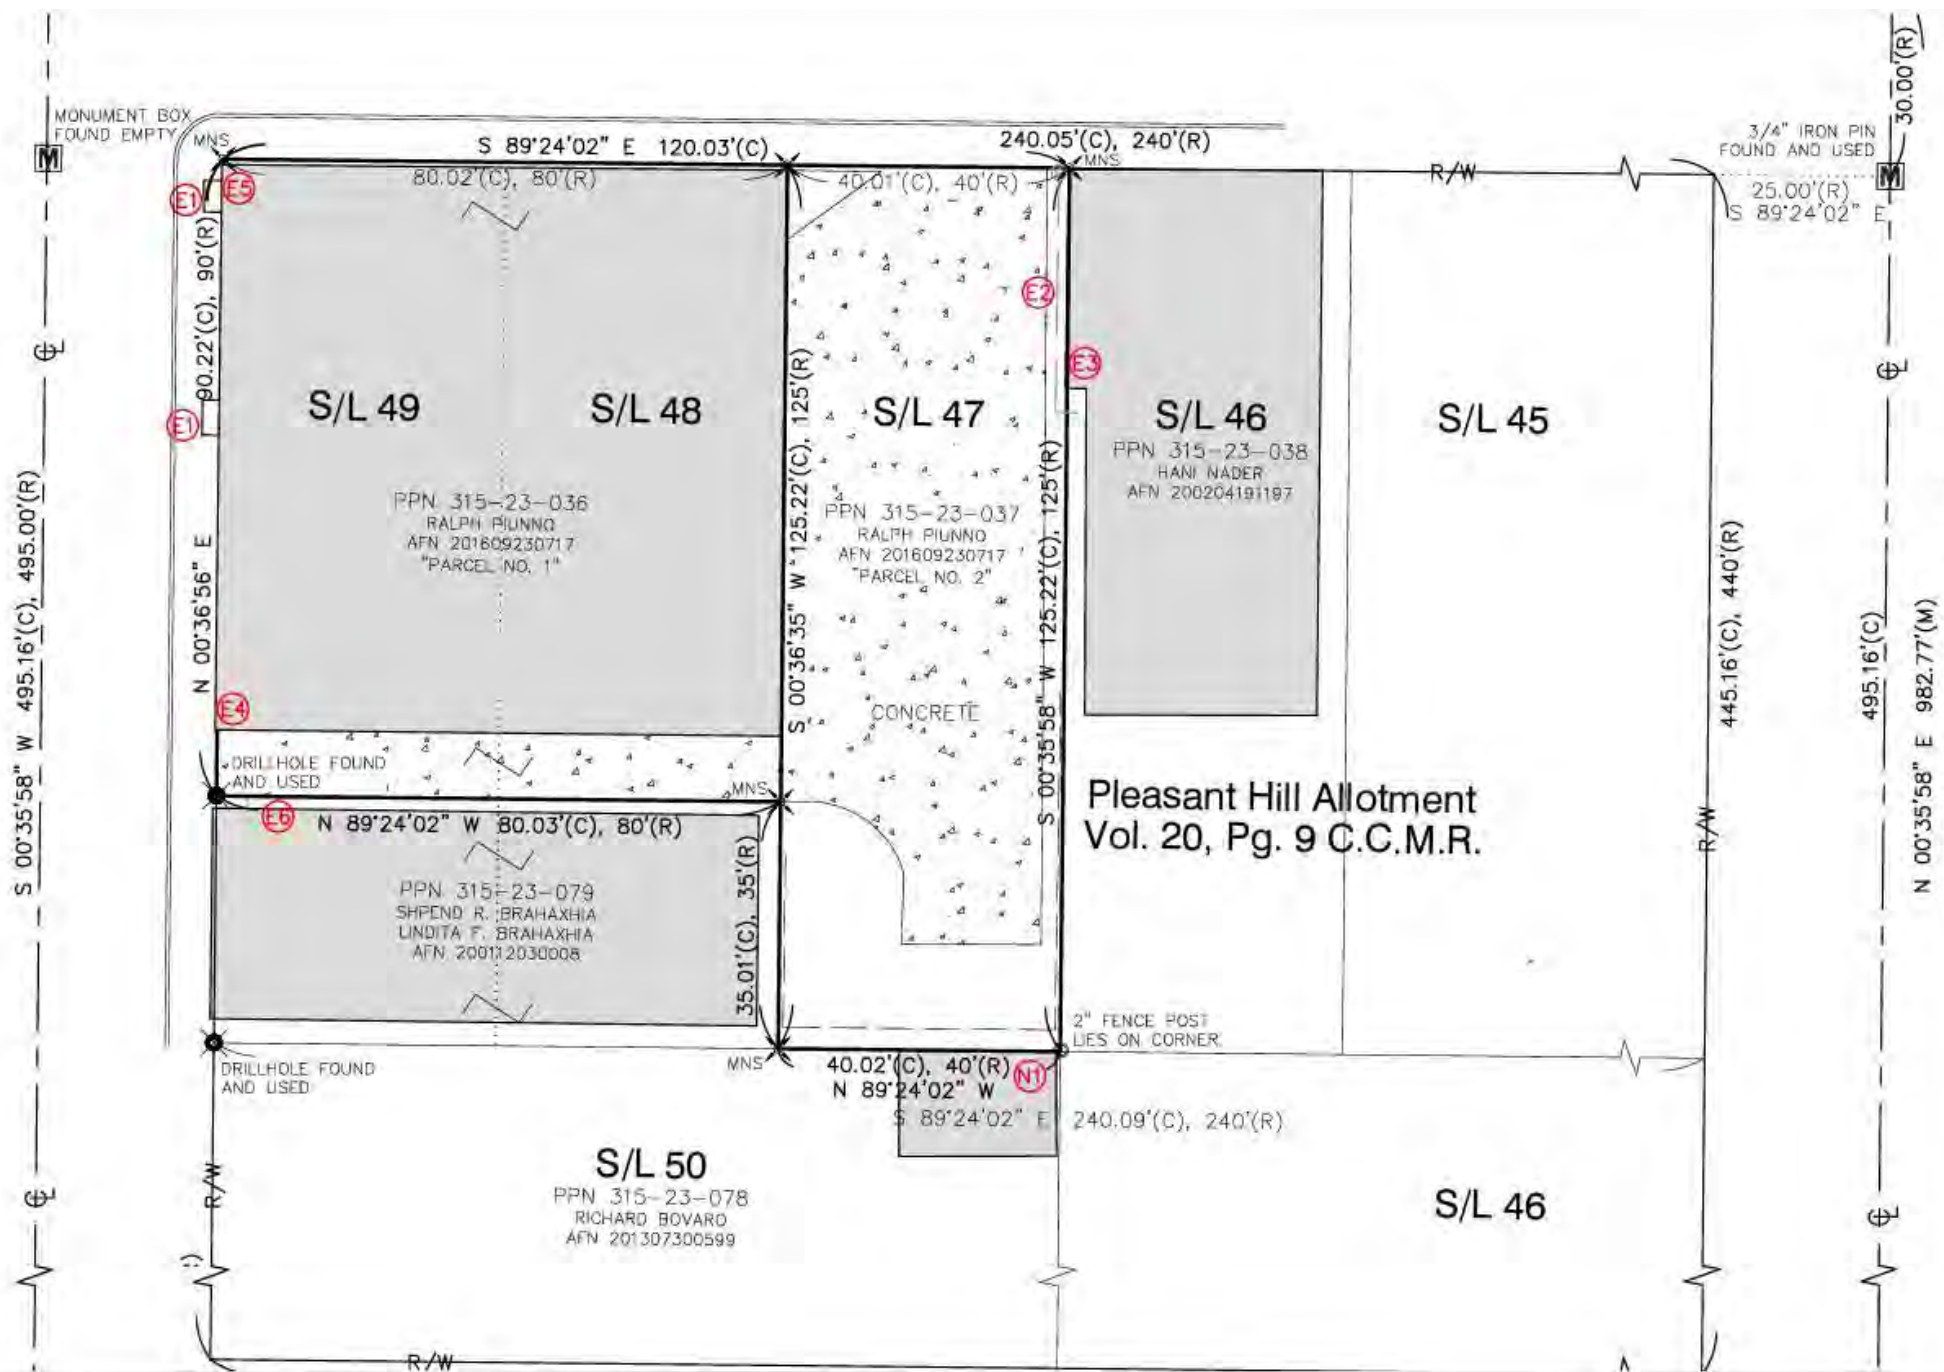 30.00'(R)
MONUMENT BOX
FOUND EMPTY
MNS
S 89°24'02" E 120.03'(C)
240.05'(C), 240'(R)
MNS
3/4" IRON PIN
FOUND AND USED
M
M
80.02'(C), 80'(R)
40.01'(C), 40'(R)
R/W
25.00'(R)
S 89°24'02" E
E1
E5
90.22'(C), 90'(R)
E2
E3
E1
S/L 49
S/L 48
S/L 47
S/L 46
PPN 315-23-038
HANI NADER
AFN 200204191197
S/L 45
S 00°36'35" W 125.22'(C), 125'(R)
S 00°35'58" W 125.22'(C), 125'(R)
PPN 315-23-036
RALPH PIUNNO
AFN 201609230717
"PARCEL NO. 1"
PPN 315-23-037
RALPH PIUNNO
AFN 201609230717
"PARCEL NO. 2"
N 00°36'56" E
S 00°35'58" W 495.16'(C), 495.00'(R)
445.16'(C), 440'(R)
495.16'(C)
N 00°35'58" E 982.77'(M)
E4
CONCRETE
DRILLHOLE FOUND
AND USED
MNS
E6
N 89°24'02" W 80.03'(C), 80'(R)
Pleasant Hill Allotment
Vol. 20, Pg. 9 C.C.M.R.
R/W
PPN 315-23-079
SHPEND R. BRAHAXHIA
LINDITA F. BRAHAXHIA
AFN 200112030008
35.01'(C), 35'(R)
2" FENCE POST
LIES ON CORNER
DRILLHOLE FOUND
AND USED
MNS
40.02'(C), 40'(R)
N1
N 89°24'02" W
S 89°24'02" E 240.09'(C), 240'(R)
R/W
S/L 50
PPN 315-23-078
RICHARD BOVARO
AFN 201307300599
S/L 46
R/W